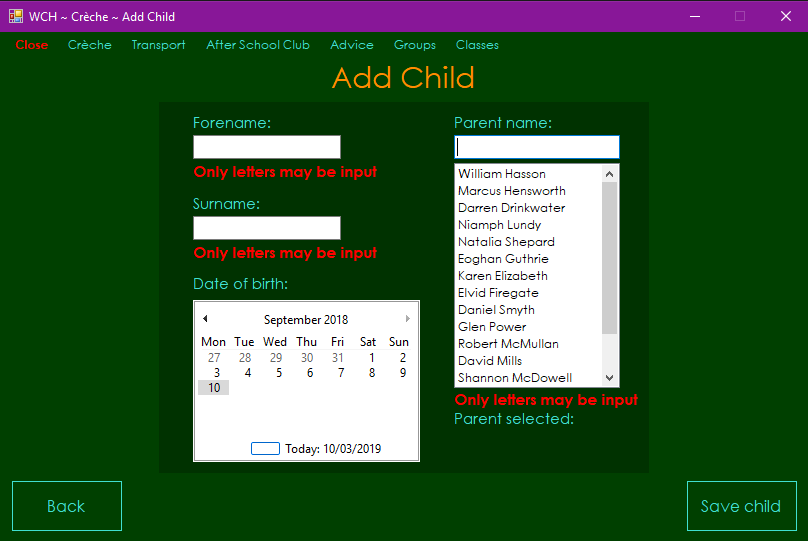 WCH ~ Crèche ~ Add Child
Close Crèche Transport After School Club Advice Groups Classes
Add Child
Forename:
Only letters may be input
Surname:
Only letters may be input
Date of birth:
September 2018
Mon Tue Wed Thu Fri Sat Sun
27 28 29 30 31 1 2
3 4 5 6 7 8 9
10
Today: 10/03/2019
Parent name:
William Hasson
Marcus Hensworth
Darren Drinkwater
Niamph Lundy
Natalia Shepard
Eoghan Guthrie
Karen Elizabeth
Elvid Firegate
Daniel Smyth
Glen Power
Robert McMullan
David Mills
Shannon McDowell
Only letters may be input
Parent selected:
Back
Save child